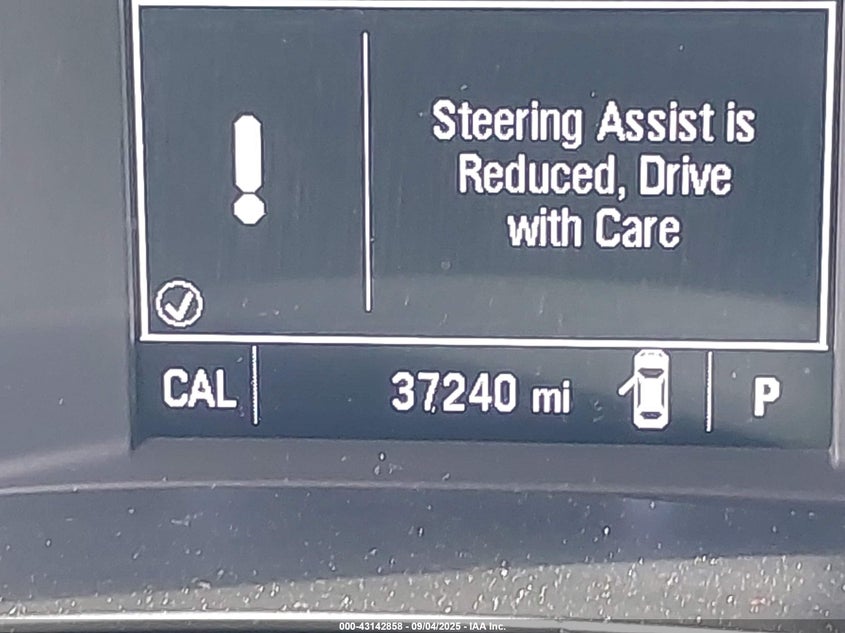 Steering Assist is
Reduced, Drive
with Care
CAL 37240 mi P
000-43142858 - 09/04/2025 - IAA Inc.